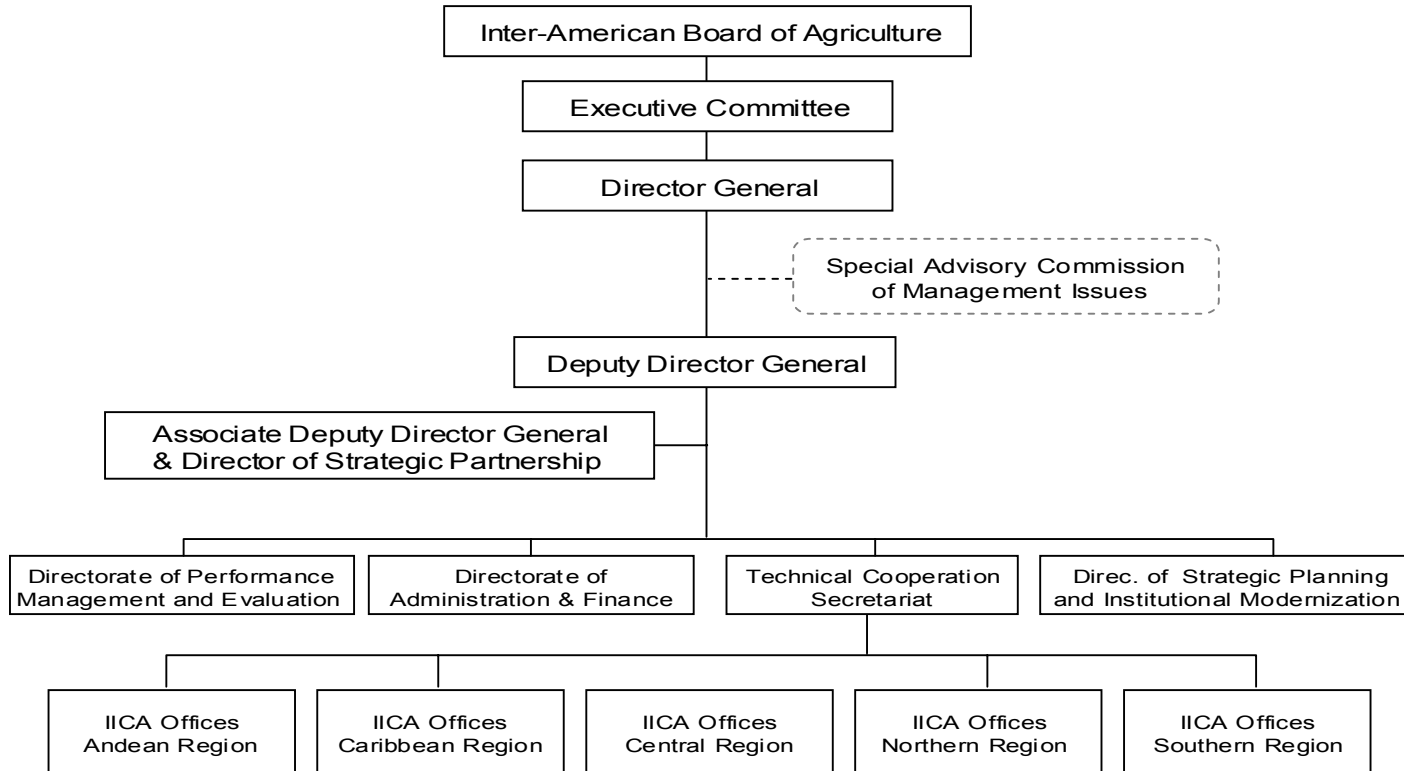 Inter-American Board of Agriculture
Executive Committee
Director General
Special Advisory Commission
of Management Issues
Deputy Director General
Associate Deputy Director General
& Director of Strategic Partnership
Directorate of Performance
Management and Evaluation
Directorate of
Administration & Finance
Technical Cooperation
Secretariat
Direc. of Strategic Planning
and Institutional Modernization
IICA Offices
Andean Region
IICA Offices
Caribbean Region
IICA Offices
Central Region
IICA Offices
Northern Region
IICA Offices
Southern Region